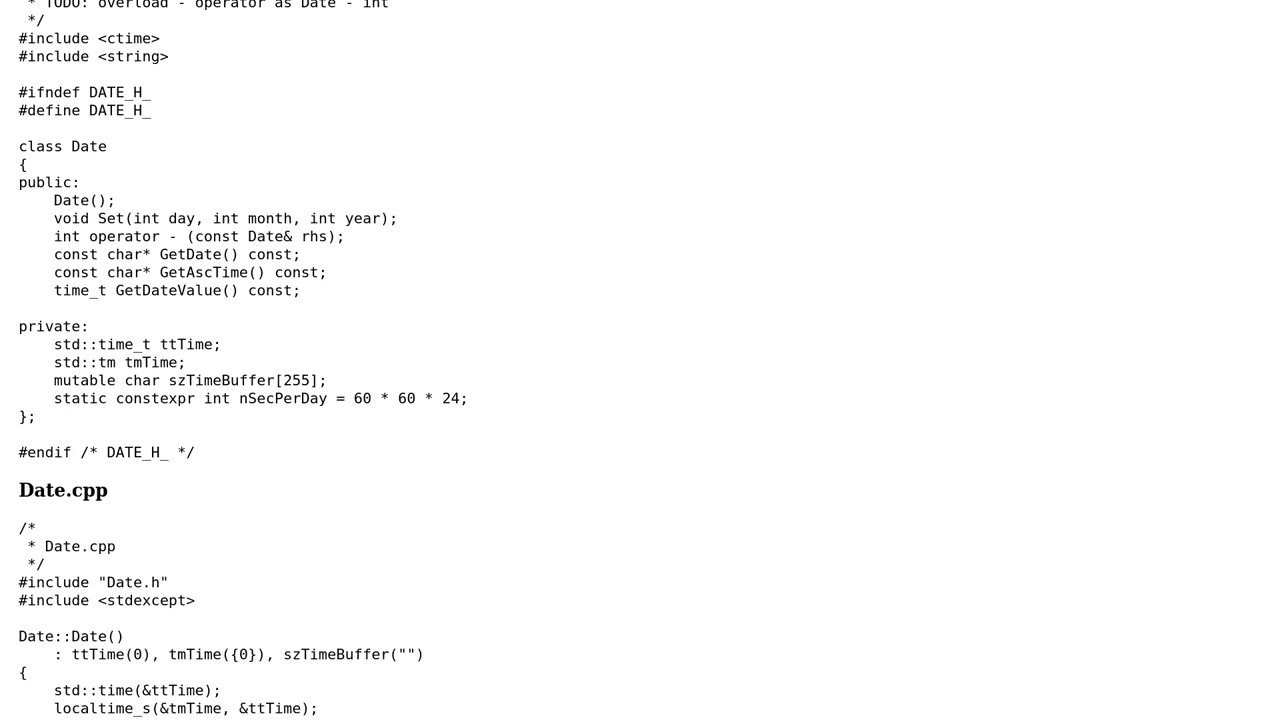 * TODO: overload - operator as Date - int
 */
#include <ctime>
#include <string>

#ifndef DATE_H_
#define DATE_H_

class Date
{
public:
    Date();
    void Set(int day, int month, int year);
    int operator - (const Date& rhs);
    const char* GetDate() const;
    const char* GetAscTime() const;
    time_t GetDateValue() const;

private:
    std::time_t ttTime;
    std::tm tmTime;
    mutable char szTimeBuffer[255];
    static constexpr int nSecPerDay = 60 * 60 * 24;
};

#endif /* DATE_H_ */

Date.cpp

/*
 * Date.cpp
 */
#include "Date.h"
#include <stdexcept>

Date::Date()
    : ttTime(0), tmTime({0}), szTimeBuffer("")
{
    std::time(&ttTime);
    localtime_s(&tmTime, &ttTime);